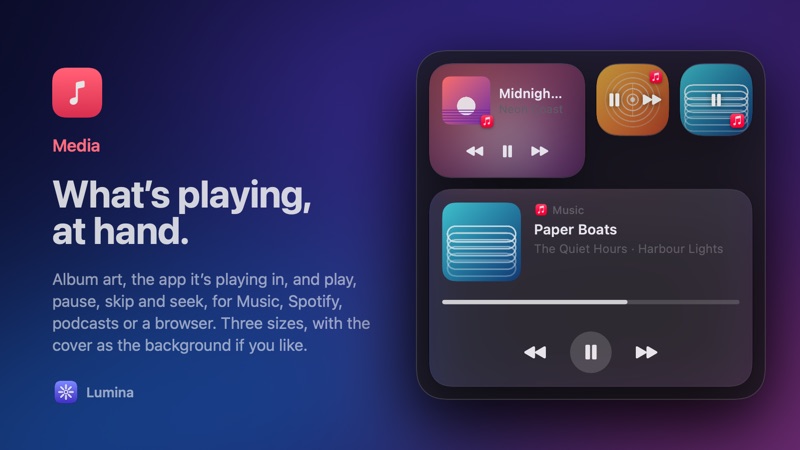 Media
What's playing,
at hand.
Album art, the app it's playing in, and play,
pause, skip and seek, for Music, Spotify,
podcasts or a browser. Three sizes, with the
cover as the background if you like.
Lumina
Midnigh...
Music
Paper Boats
The Quiet Hours · Harbour Lights